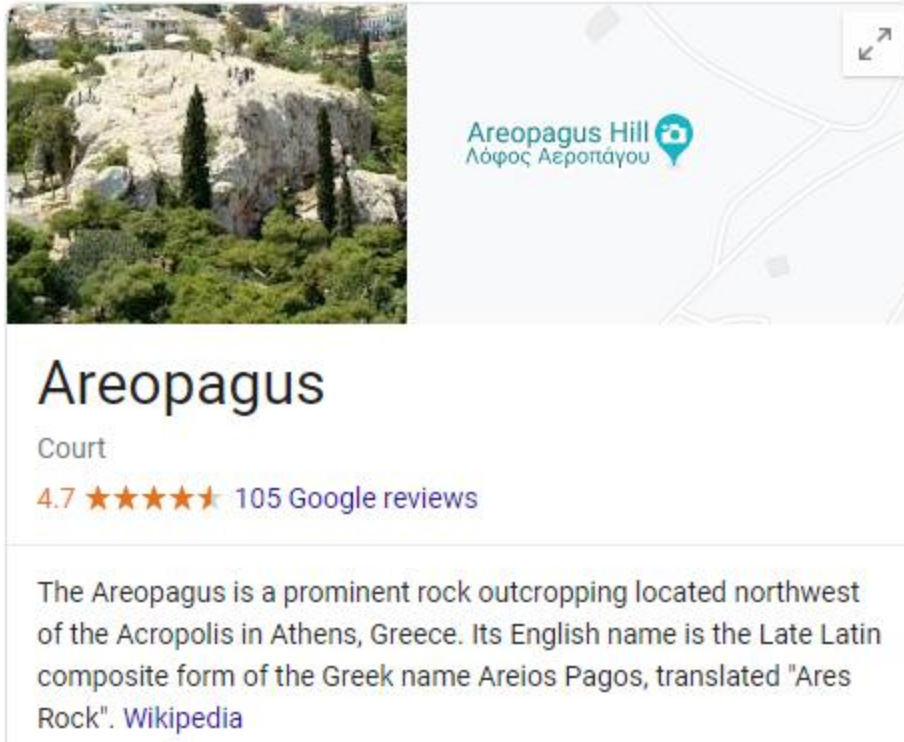 Areopagus Hill
Λόφος Αεροπάγου
Areopagus
Court
4.7 105 Google reviews
The Areopagus is a prominent rock outcropping located northwest
of the Acropolis in Athens, Greece. Its English name is the Late Latin
composite form of the Greek name Areios Pagos, translated "Ares
Rock". Wikipedia